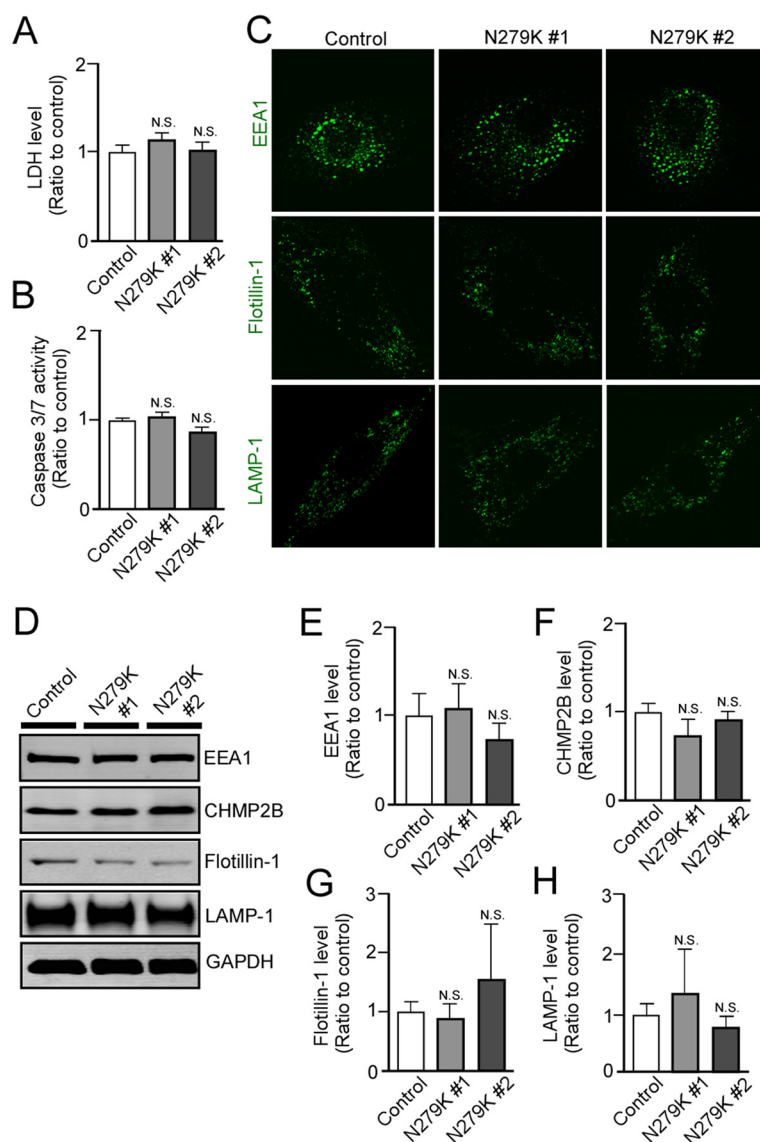 A
2
1
0
LDH level
(Ratio to control)
N.S.
N.S.
Control
N279K #1
N279K #2
B
2
1
0
Caspase 3/7 activity
(Ratio to control)
N.S.
N.S.
Control
N279K #1
N279K #2
C
Control
N279K #1
N279K #2
EEA1
Flotillin-1
LAMP-1
D
Control
N279K
#1
N279K
#2
EEA1
CHMP2B
Flotillin-1
LAMP-1
GAPDH
E
2
1
0
EEA1 level
(Ratio to control)
N.S.
N.S.
Control
N279K #1
N279K #2
F
2
1
0
CHMP2B level
(Ratio to control)
N.S.
N.S.
Control
N279K #1
N279K #2
G
3
2
1
0
Flotillin-1 level
(Ratio to control)
N.S.
N.S.
Control
N279K #1
N279K #2
H
3
2
1
0
LAMP-1 level
(Ratio to control)
N.S.
N.S.
Control
N279K #1
N279K #2